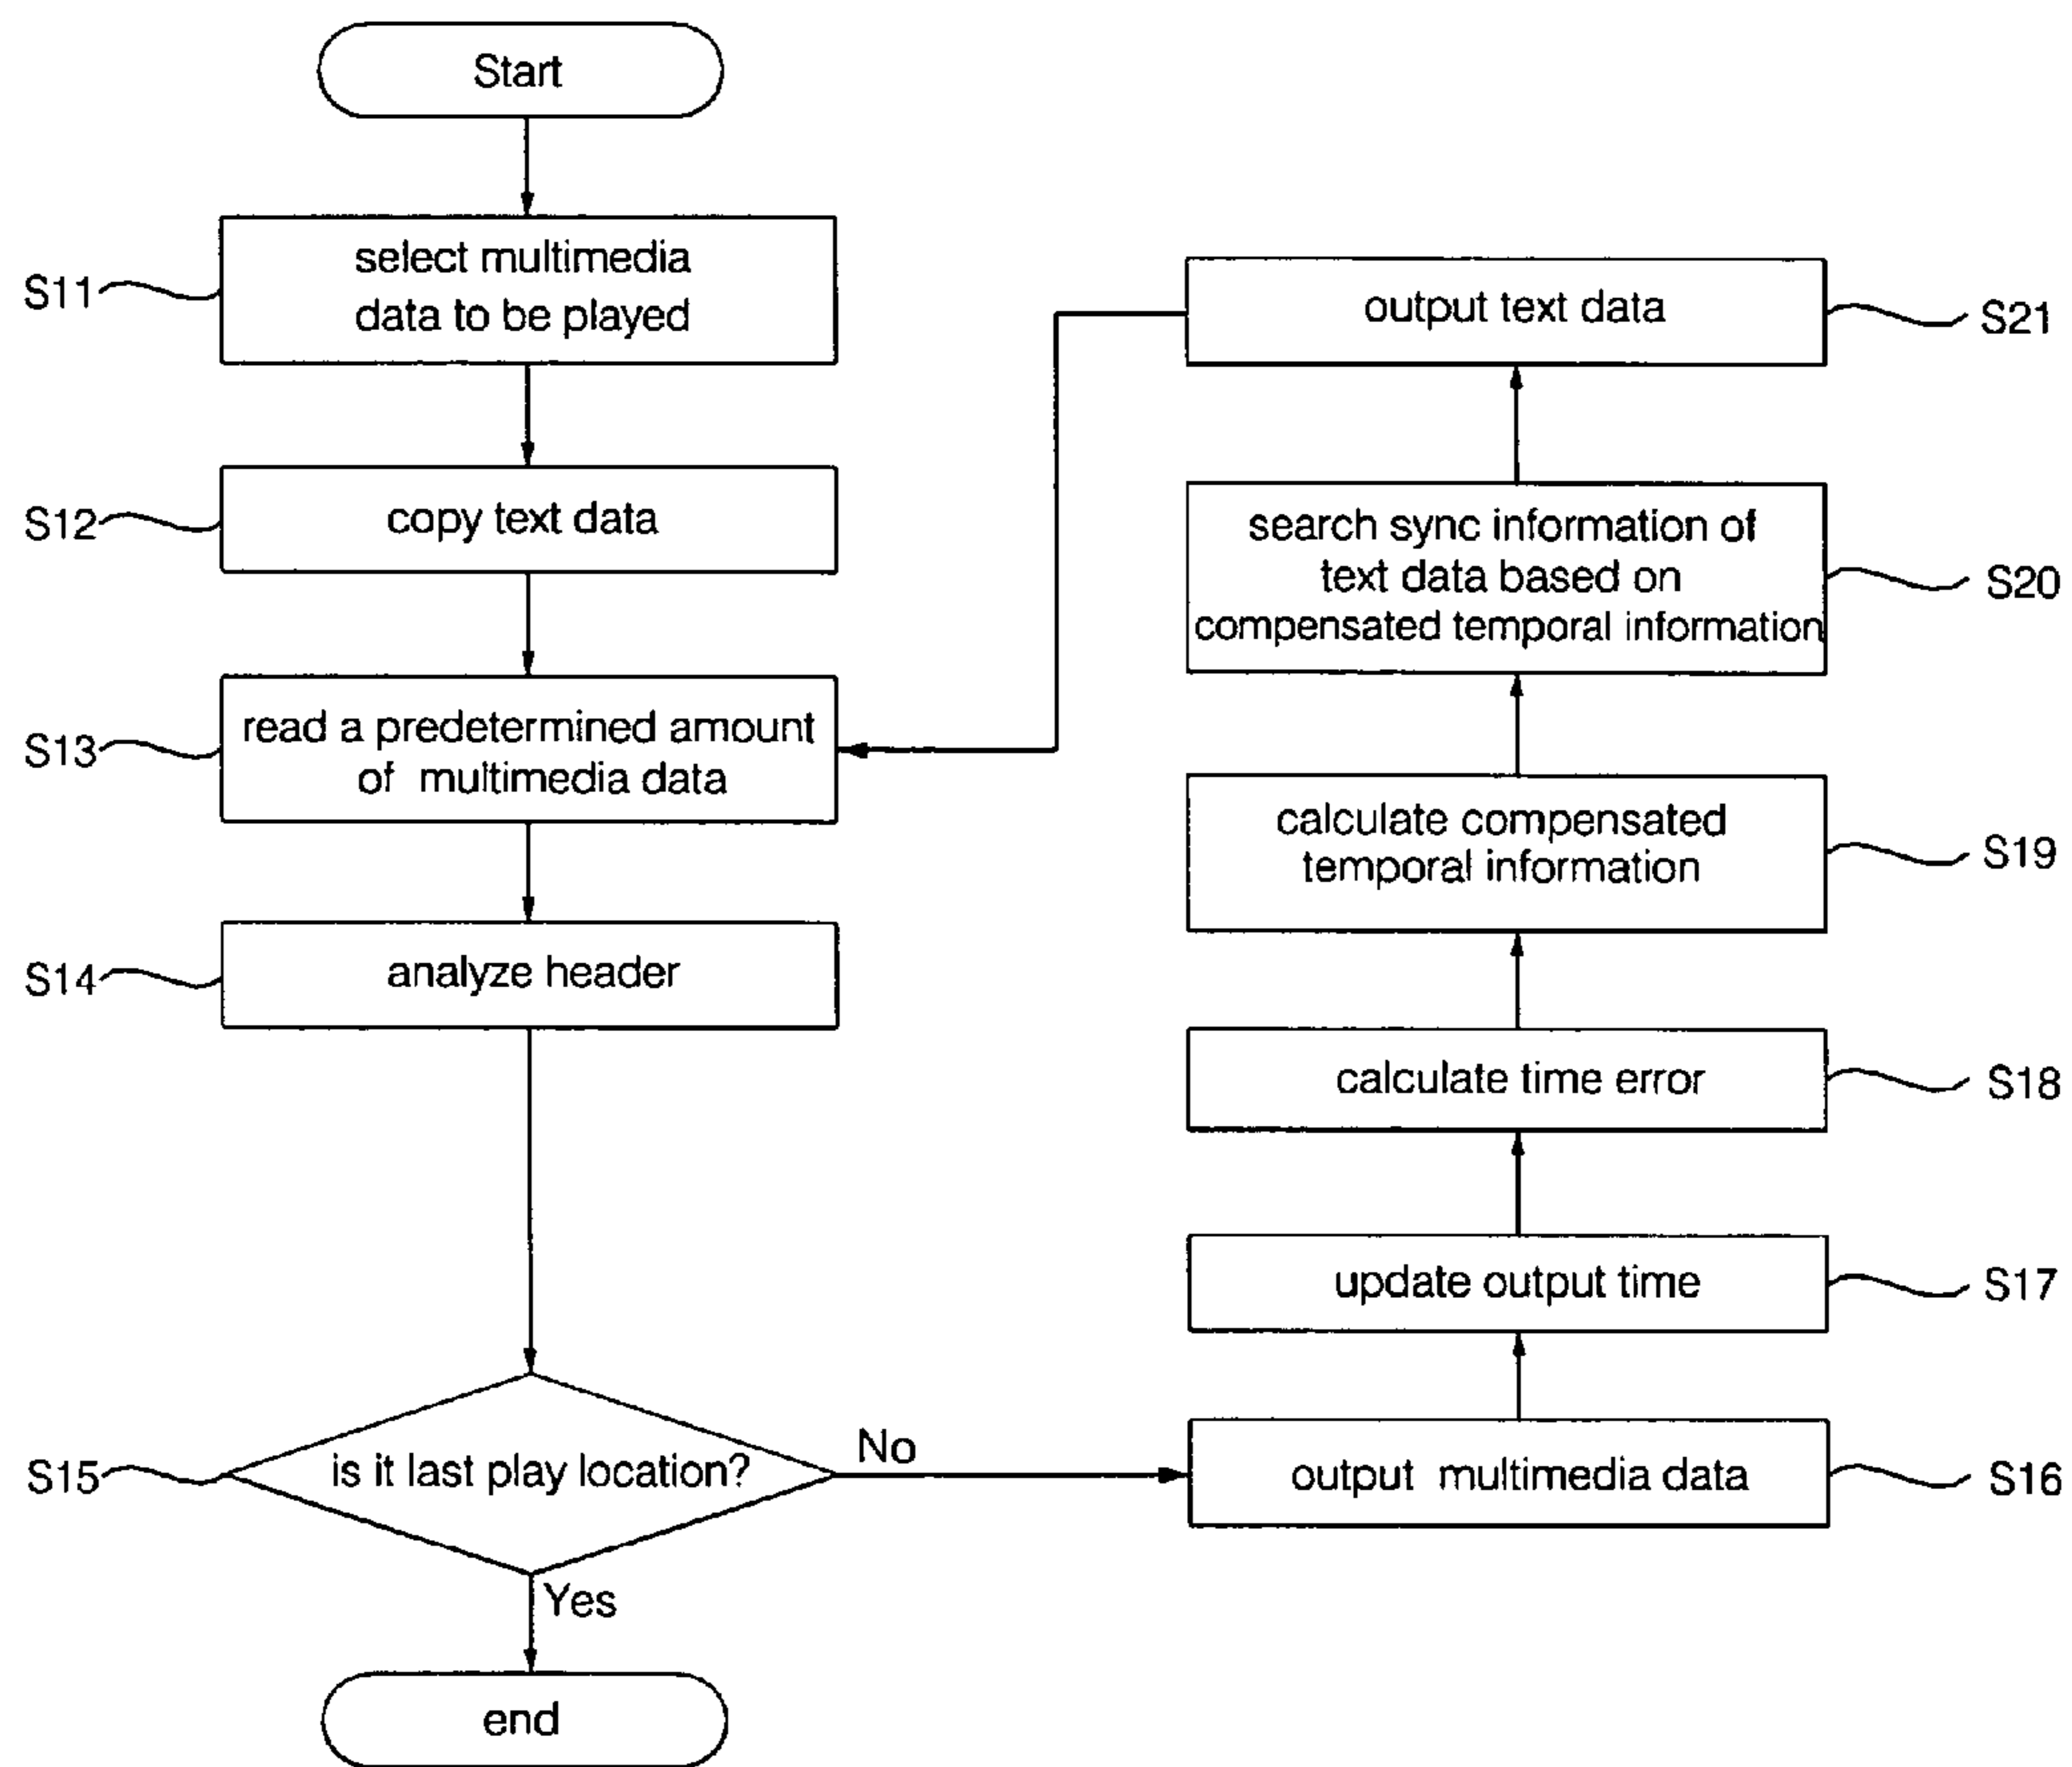 Start
S11
select multimedia
data to be played
S12
copy text data
S13
read a predetermined amount
of multimedia data
S14
analyze header
S15
is it last play location?
No
Yes
end
output text data
S21
search sync information of
text data based on
compensated temporal information
S20
calculate compensated
temporal information
S19
calculate time error
S18
update output time
S17
output multimedia data
S16